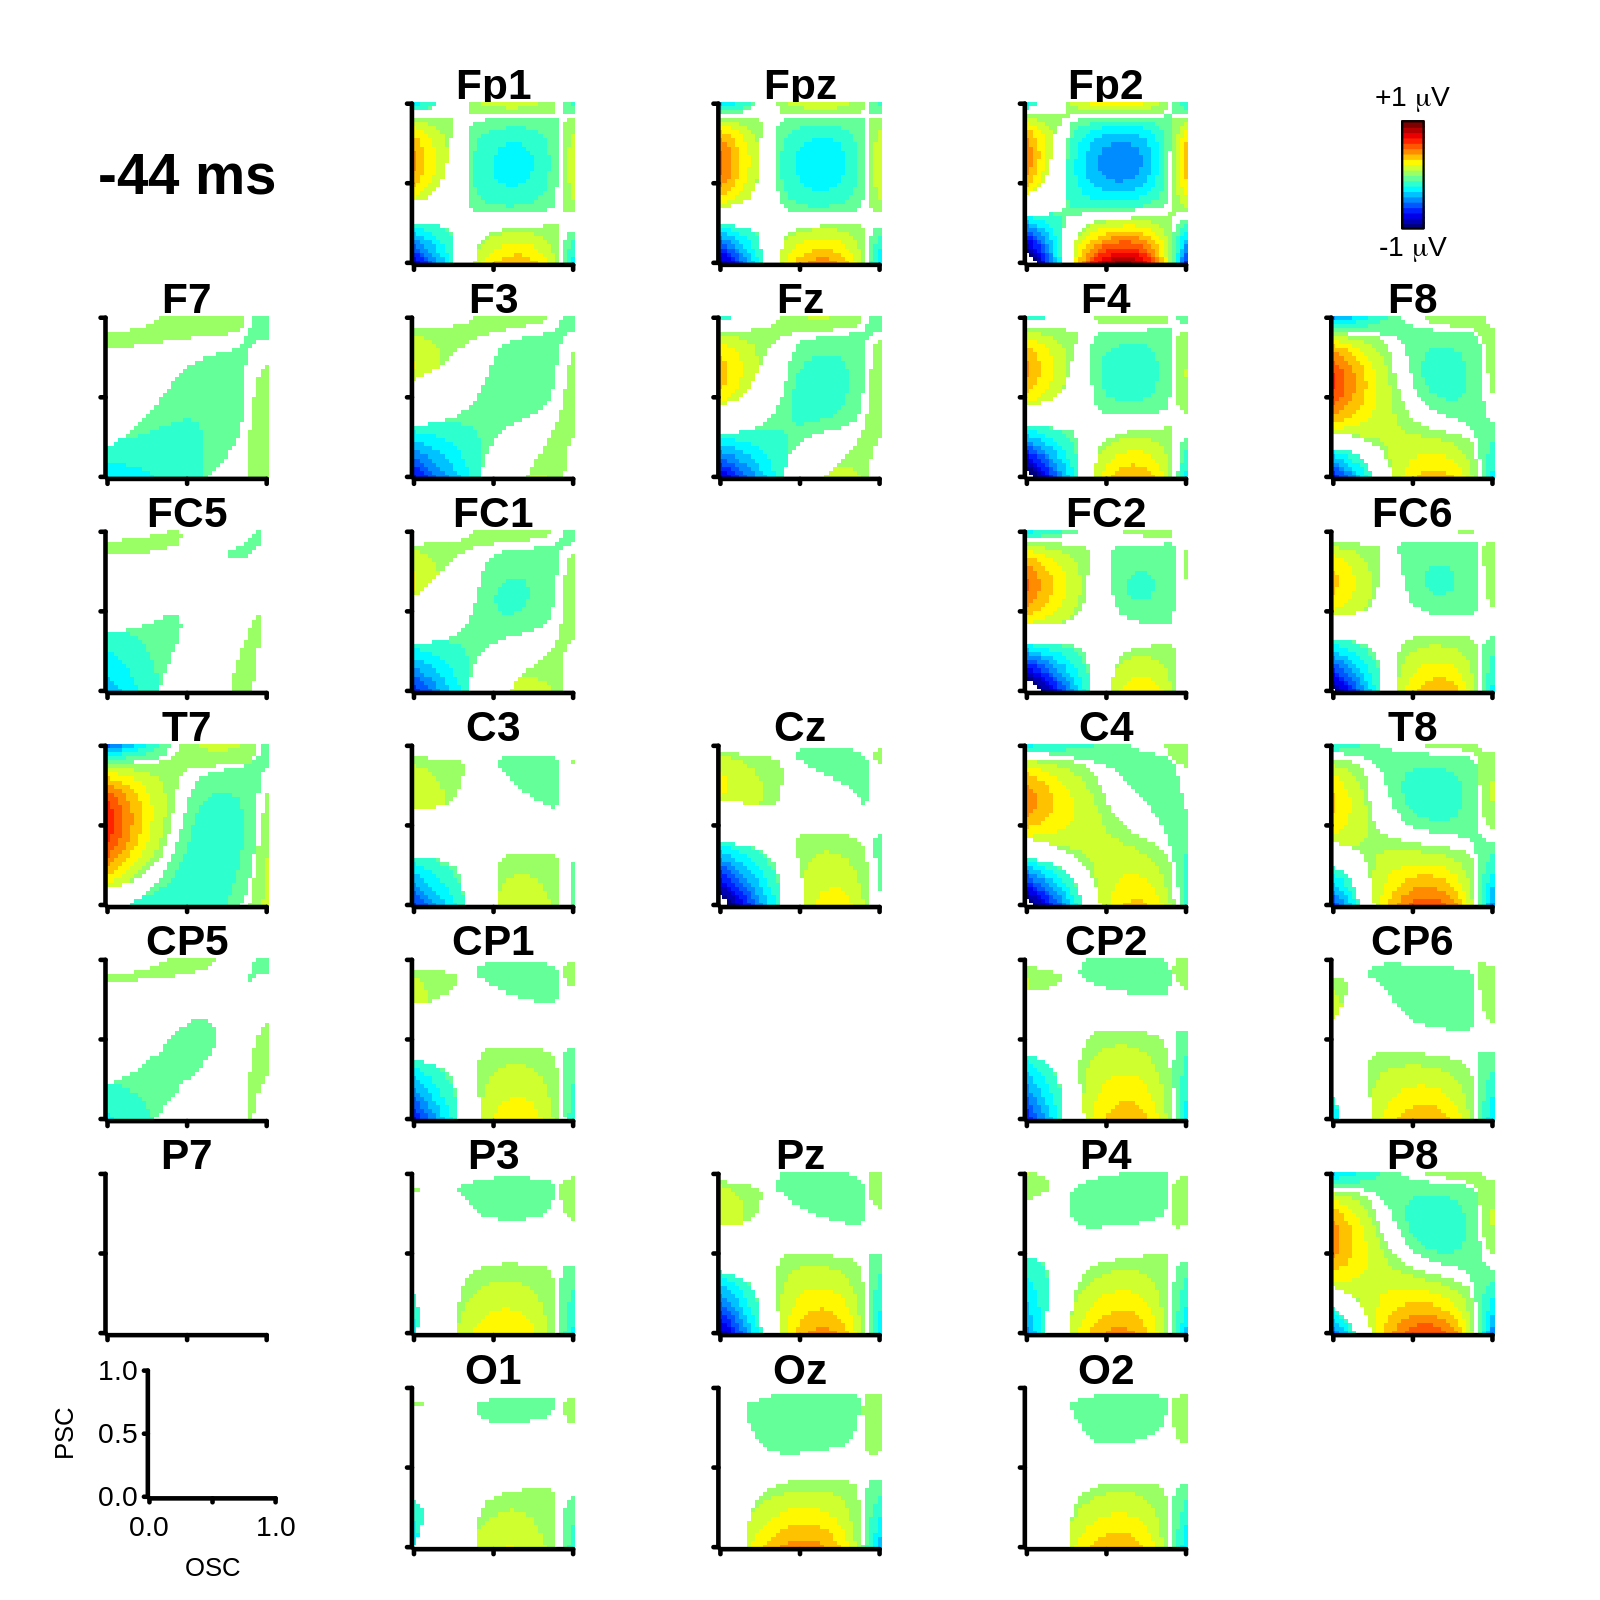 Fp1 Fpz Fp2
+1 μV
-44 ms
-1 μV
F7 F3 Fz F4 F8
FC5 FC1 FC2 FC6
T7 C3 Cz C4 T8
CP5 CP1 CP2 CP6
P7 P3 Pz P4 P8
O1 Oz O2
1.0
PSC
0.5
0.0
0.0 1.0
OSC